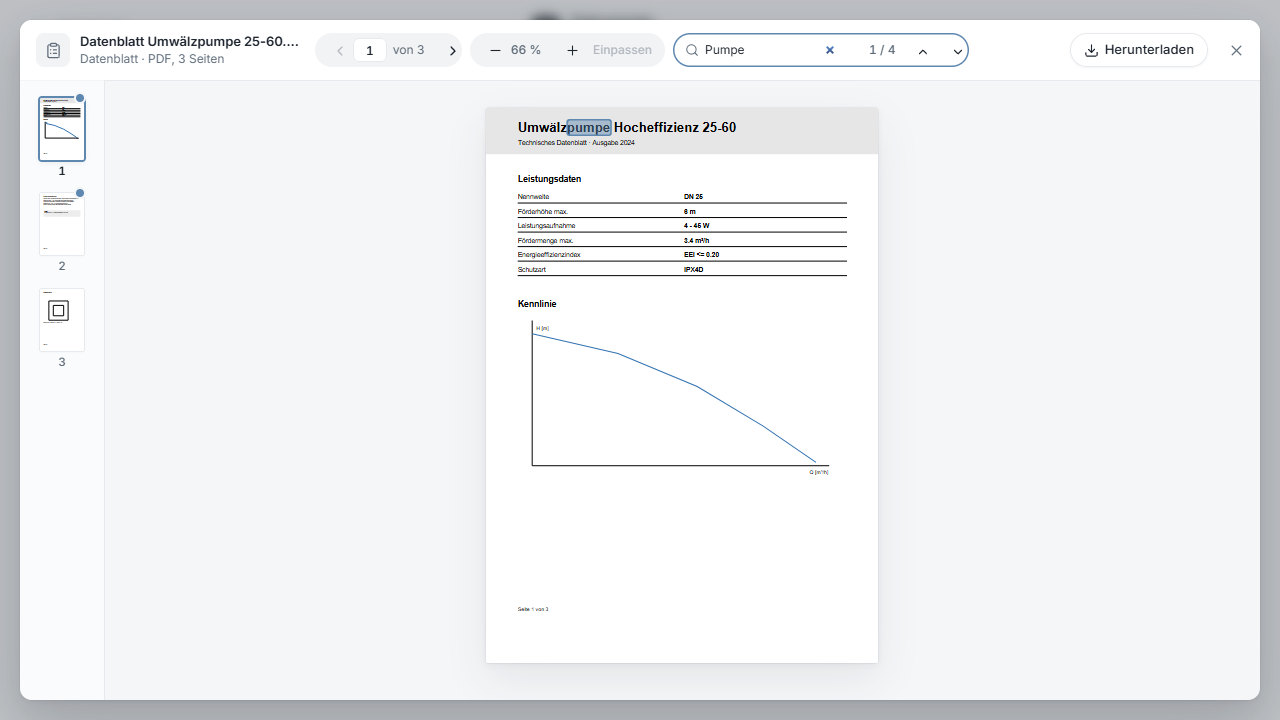 Datenblatt Umwälzpumpe 25-60....
Datenblatt · PDF, 3 Seiten
1 von 3
66 %
Einpassen
Pumpe
1 / 4
Herunterladen
1
2
3
Umwälzpumpe Hocheffizienz 25-60
Technisches Datenblatt · Ausgabe 2024
Leistungsdaten
Nennweite DN 25
Förderhöhe max. 6 m
Leistungsaufnahme 4 - 45 W
Fördermenge max. 3.4 m³/h
Energieeffizienzindex EEI <= 0.20
Schutzart IPX4D
Kennlinie
H [m]
Q [m³/h]
Seite 1 von 3